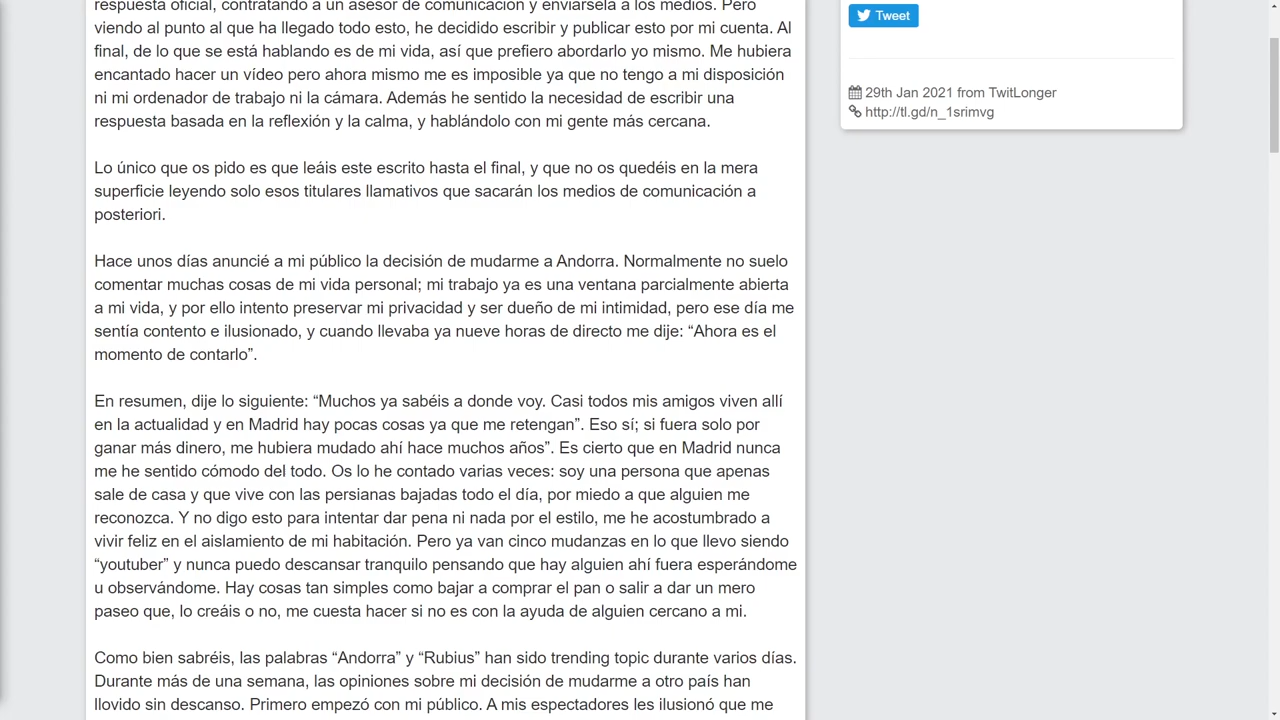 respuesta oficial, contratando a un asesor de comunicación y enviársela a los medios. Pero
viendo al punto al que ha llegado todo esto, he decidido escribir y publicar esto por mi cuenta. Al
final, de lo que se está hablando es de mi vida, así que prefiero abordarlo yo mismo. Me hubiera
encantado hacer un vídeo pero ahora mismo me es imposible ya que no tengo a mi disposición
ni mi ordenador de trabajo ni la cámara. Además he sentido la necesidad de escribir una
respuesta basada en la reflexión y la calma, y hablándolo con mi gente más cercana.
Lo único que os pido es que leáis este escrito hasta el final, y que no os quedéis en la mera
superficie leyendo solo esos titulares llamativos que sacarán los medios de comunicación a
posteriori.
Hace unos días anuncié a mi público la decisión de mudarme a Andorra. Normalmente no suelo
comentar muchas cosas de mi vida personal; mi trabajo ya es una ventana parcialmente abierta
a mi vida, y por ello intento preservar mi privacidad y ser dueño de mi intimidad, pero ese día me
sentía contento e ilusionado, y cuando llevaba ya nueve horas de directo me dije: “Ahora es el
momento de contarlo”.
En resumen, dije lo siguiente: “Muchos ya sabéis a donde voy. Casi todos mis amigos viven allí
en la actualidad y en Madrid hay pocas cosas ya que me retengan”. Eso sí; si fuera solo por
ganar más dinero, me hubiera mudado ahí hace muchos años”. Es cierto que en Madrid nunca
me he sentido cómodo del todo. Os lo he contado varias veces: soy una persona que apenas
sale de casa y que vive con las persianas bajadas todo el día, por miedo a que alguien me
reconozca. Y no digo esto para intentar dar pena ni nada por el estilo, me he acostumbrado a
vivir feliz en el aislamiento de mi habitación. Pero ya van cinco mudanzas en lo que llevo siendo
“youtuber” y nunca puedo descansar tranquilo pensando que hay alguien ahí fuera esperándome
u observándome. Hay cosas tan simples como bajar a comprar el pan o salir a dar un mero
paseo que, lo creáis o no, me cuesta hacer si no es con la ayuda de alguien cercano a mi.
Como bien sabréis, las palabras “Andorra” y “Rubius” han sido trending topic durante varios días.
Durante más de una semana, las opiniones sobre mi decisión de mudarme a otro país han
llovido sin descanso. Primero empezó con mi público. A mis espectadores les ilusionó que me
Tweet
29th Jan 2021 from TwitLonger
http://tl.gd/n_1srimvg